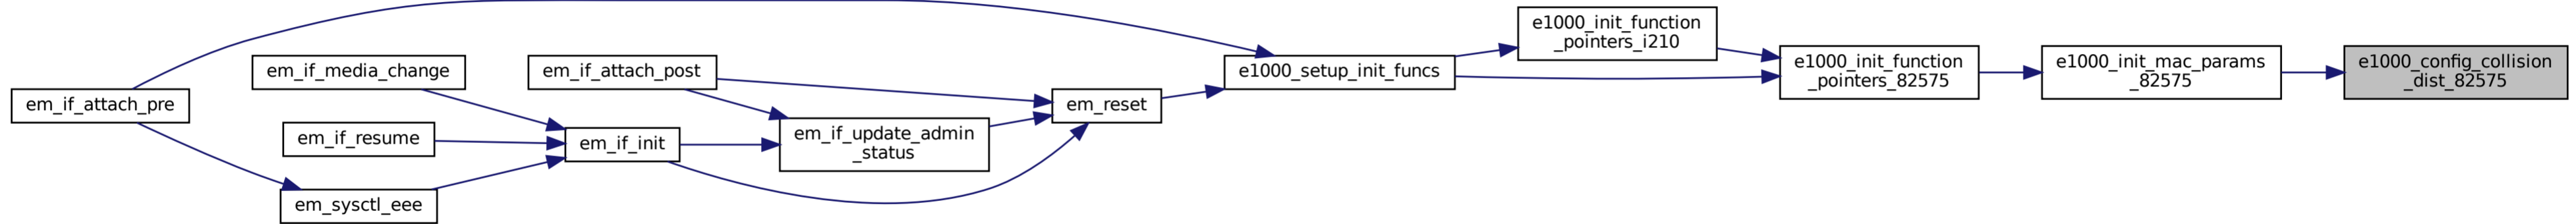 em_if_attach_pre
em_if_media_change
em_if_resume
em_sysctl_eee
em_if_attach_post
em_if_init
em_if_update_admin
_status
em_reset
e1000_setup_init_funcs
e1000_init_function
_pointers_i210
e1000_init_function
_pointers_82575
e1000_init_mac_params
_82575
e1000_config_collision
_dist_82575